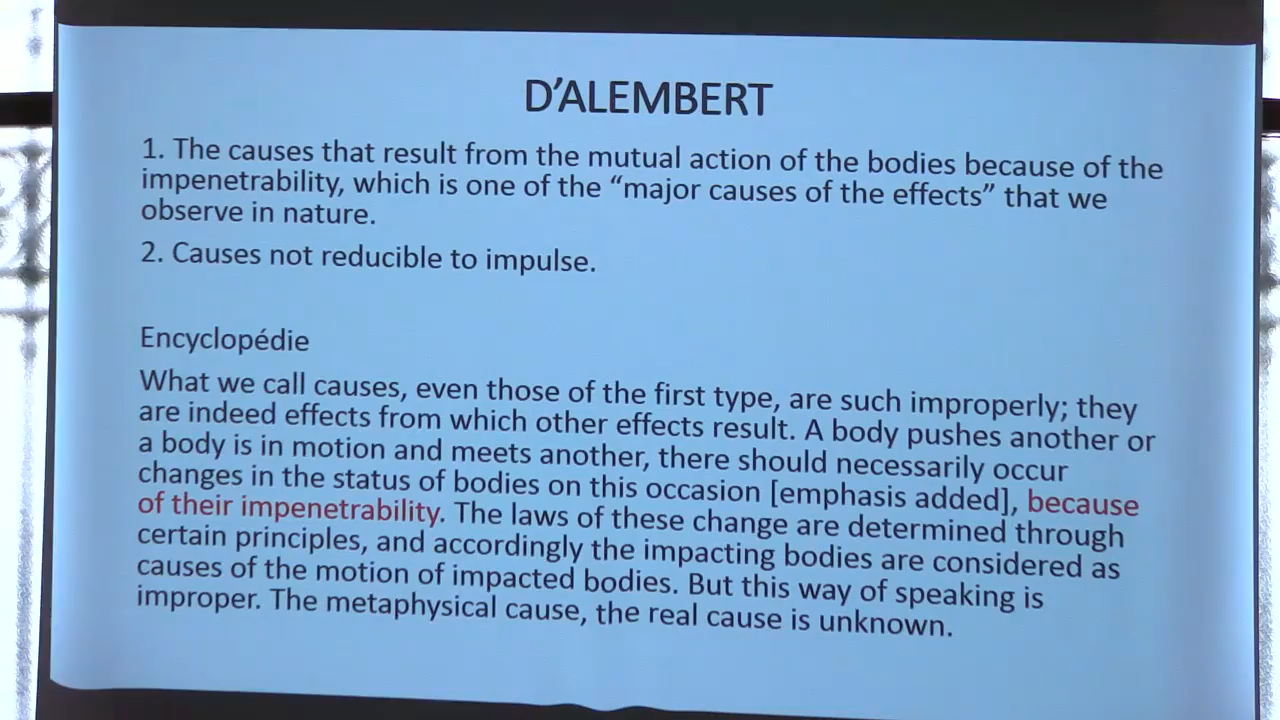 D’ALEMBERT
1. The causes that result from the mutual action of the bodies because of the
impenetrability, which is one of the “major causes of the effects” that we
observe in nature.
2. Causes not reducible to impulse.
Encyclopédie
What we call causes, even those of the first type, are such improperly; they
are indeed effects from which other effects result. A body pushes another or
a body is in motion and meets another, there should necessarily occur
changes in the status of bodies on this occasion [emphasis added], because
of their impenetrability. The laws of these change are determined through
certain principles, and accordingly the impacting bodies are considered as
causes of the motion of impacted bodies. But this way of speaking is
improper. The metaphysical cause, the real cause is unknown.